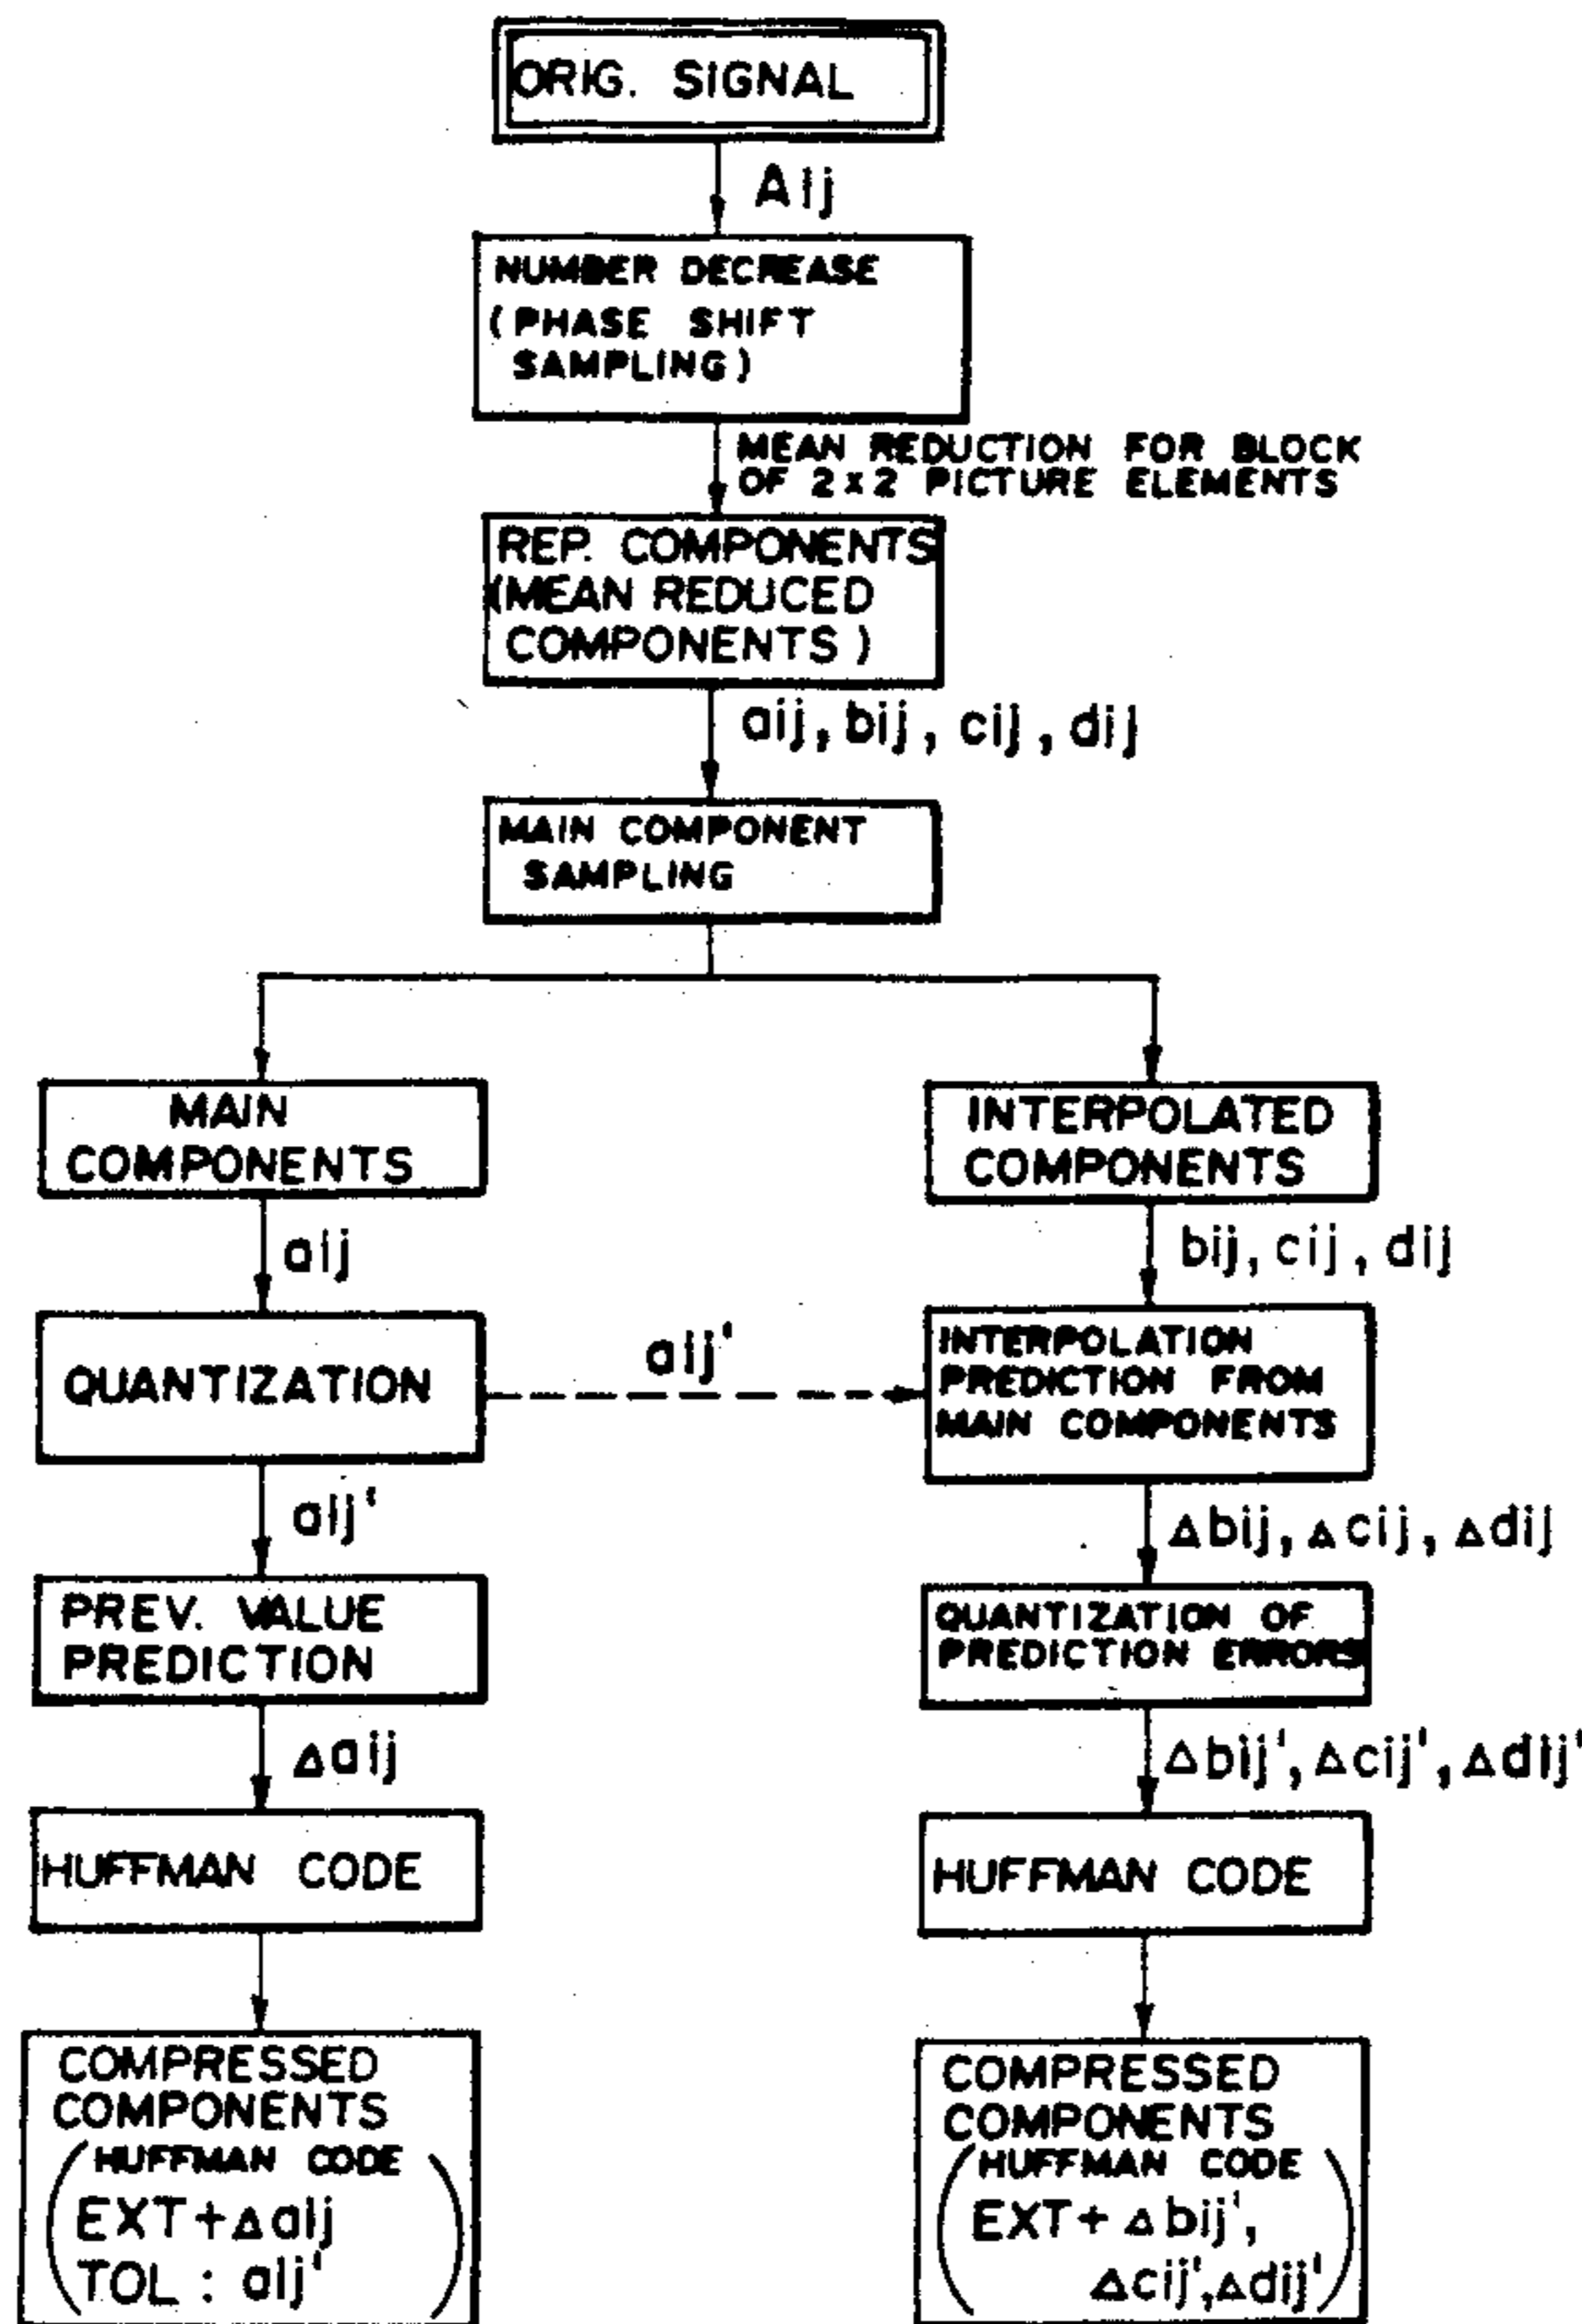 ORIG. SIGNAL
Aij
NUMBER DECREASE
(PHASE SHIFT
SAMPLING)
MEAN REDUCTION FOR BLOCK
OF 2x2 PICTURE ELEMENTS
REP. COMPONENTS
(MEAN REDUCED
COMPONENTS)
aij, bij, cij, dij
MAIN COMPONENT
SAMPLING
MAIN
COMPONENTS
INTERPOLATED
COMPONENTS
aij
bij, cij, dij
QUANTIZATION
aij'
INTERPOLATION
PREDICTION FROM
MAIN COMPONENTS
aij'
Δbij, Δcij, Δdij
PREV. VALUE
PREDICTION
QUANTIZATION OF
PREDICTION ERRORS
Δaij
Δbij', Δcij', Δdij'
HUFFMAN CODE
HUFFMAN CODE
COMPRESSED
COMPONENTS
(HUFFMAN CODE
EXT+Δaij
TOL : aij')
COMPRESSED
COMPONENTS
(HUFFMAN CODE
EXT+Δbij',
Δcij', Δdij')